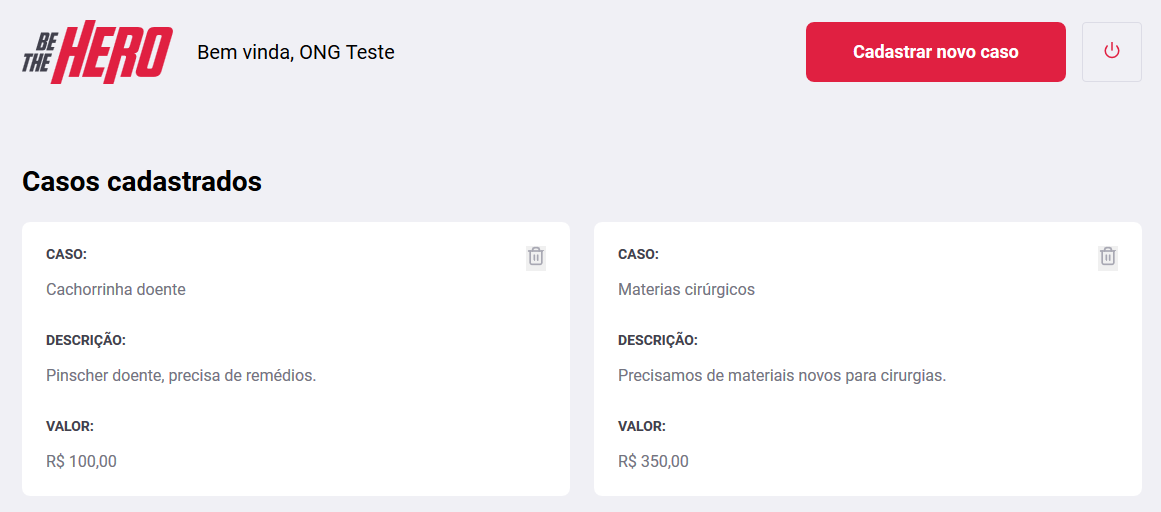 BE THE HERO
Bem vinda, ONG Teste
Cadastrar novo caso
Casos cadastrados
CASO:
Cachorrinha doente
DESCRIÇÃO:
Pinscher doente, precisa de remédios.
VALOR:
R$ 100,00
CASO:
Materias cirúrgicos
DESCRIÇÃO:
Precisamos de materiais novos para cirurgias.
VALOR:
R$ 350,00